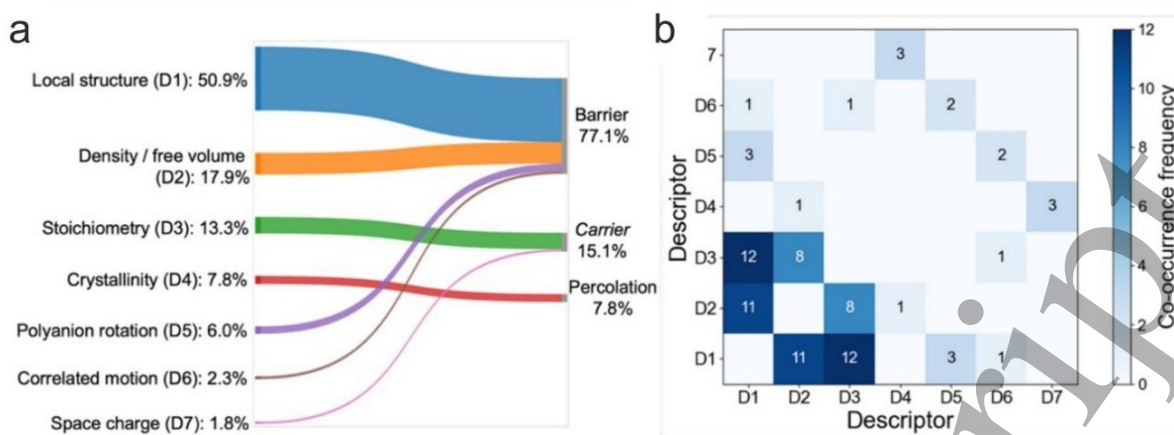 a
Local structure (D1): 50.9%
Density / free volume
(D2): 17.9%
Stoichiometry (D3): 13.3%
Crystallinity (D4): 7.8%
Polyanion rotation (D5): 6.0%
Correlated motion (D6): 2.3%
Space charge (D7): 1.8%
Barrier
77.1%
Carrier
15.1%
Percolation
7.8%
b
7 3
D6 1 1 2
D5 3 2
D4 1 3
D3 12 8 1
D2 11 8 1
D1 11 12 3 1
D1 D2 D3 D4 D5 D6 D7
Descriptor
Descriptor
12
10
8
6
4
2
0
Co-occurrence frequency
ript